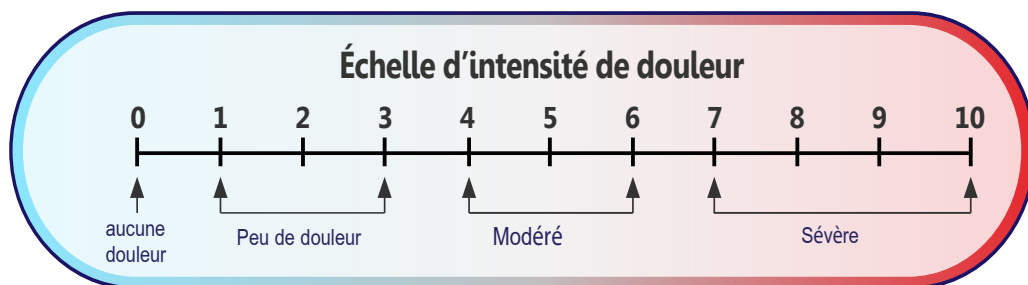 Échelle d'intensité de douleur
0 1 2 3 4 5 6 7 8 9 10
aucune
douleur
Peu de douleur
Modéré
Sévère